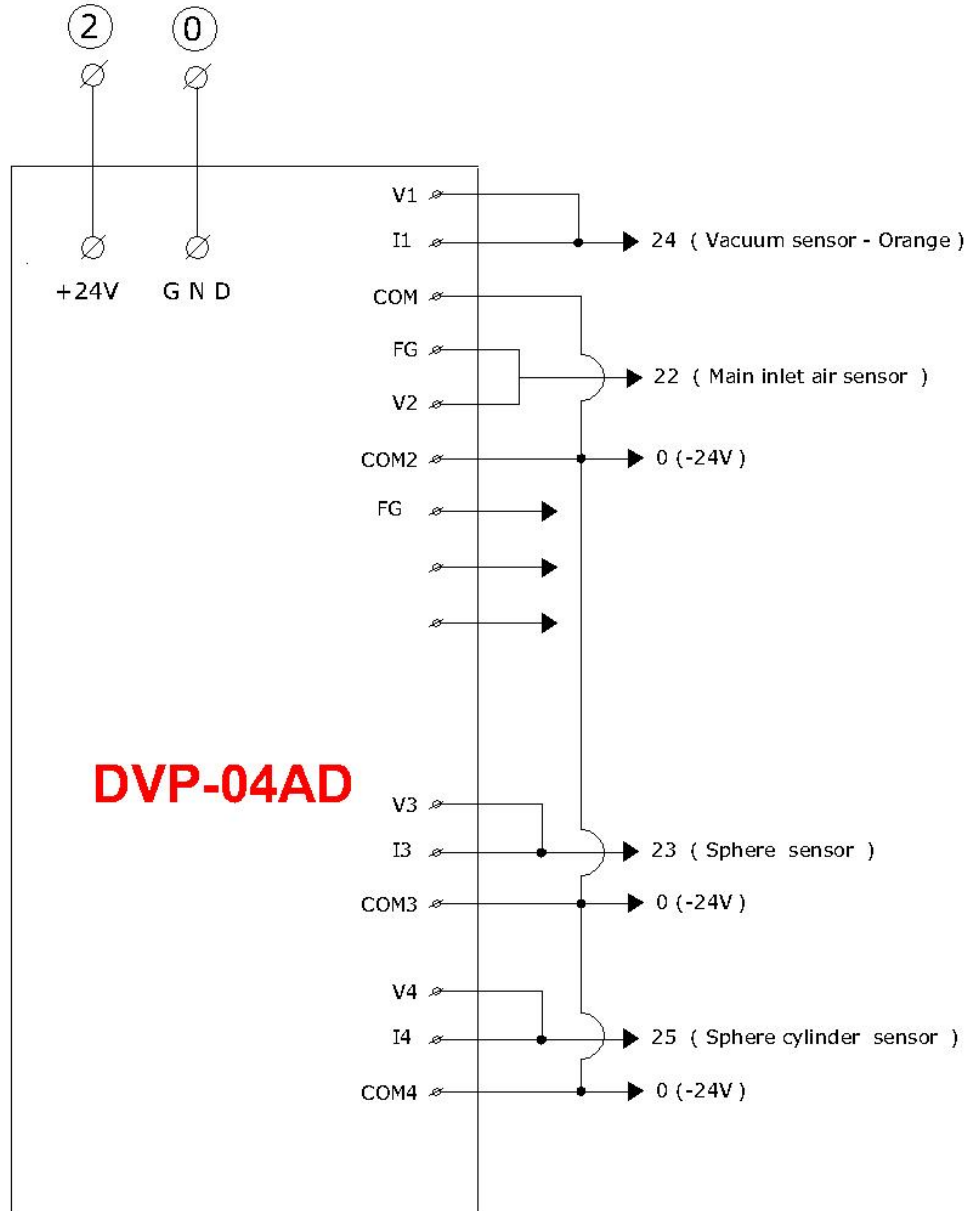 2 0
V1
I1 24 ( Vacuum sensor - Orange )
+24V G N D COM
FG
22 ( Main inlet air sensor )
V2
COM2 0 (-24V )
FG
DVP-04AD
V3
I3 23 ( Sphere sensor )
COM3 0 (-24V )
V4
I4 25 ( Sphere cylinder sensor )
COM4 0 (-24V )